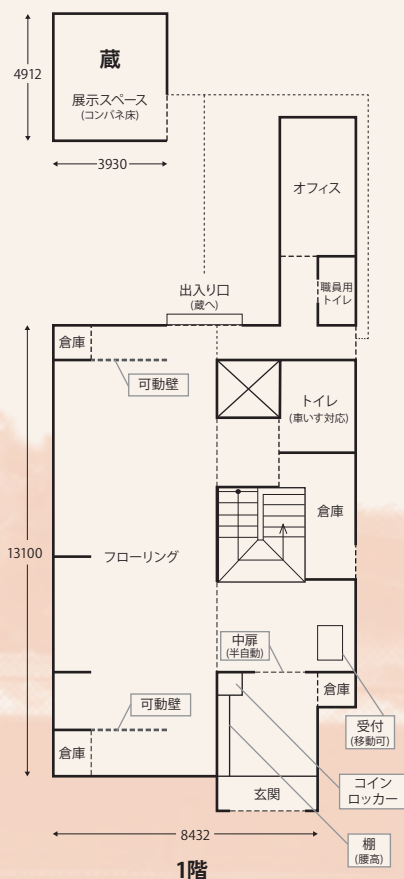 蔵
4912
展示スペース
(コンパネ床)
3930
オフィス
職員用
トイレ
出入り口
(蔵へ)
倉庫
可動壁
トイレ
(車いす対応)
倉庫
13100
フローリング
中扉
(半自動)
倉庫
可動壁
受付
(移動可)
倉庫
コイン
ロッカー
玄関
8432
棚
(腰高)
1階